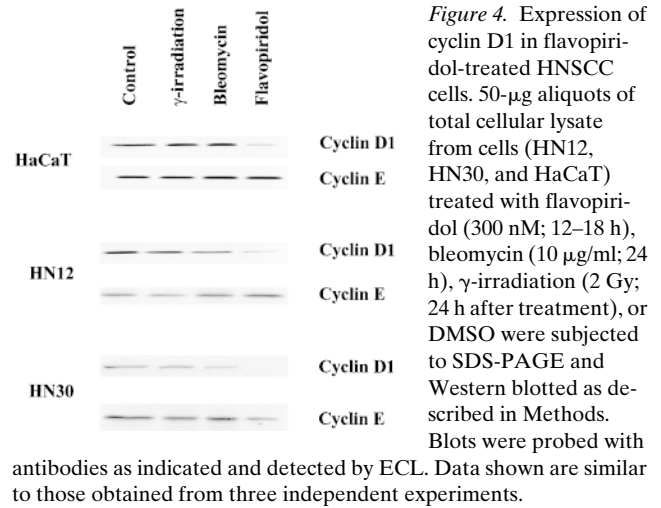 Control
γ-irradiation
Bleomycin
Flavopiridol
HaCaT
Cyclin D1
Cyclin E
HN12
Cyclin D1
Cyclin E
HN30
Cyclin D1
Cyclin E
Figure 4. Expression of
cyclin D1 in flavopiri-
dol-treated HNSCC
cells. 50-μg aliquots of
total cellular lysate
from cells (HN12,
HN30, and HaCaT)
treated with flavopiri-
dol (300 nM; 12–18 h),
bleomycin (10 μg/ml; 24
h), γ-irradiation (2 Gy;
24 h after treatment), or
DMSO were subjected
to SDS-PAGE and
Western blotted as de-
scribed in Methods.
Blots were probed with
antibodies as indicated and detected by ECL. Data shown are similar
to those obtained from three independent experiments.